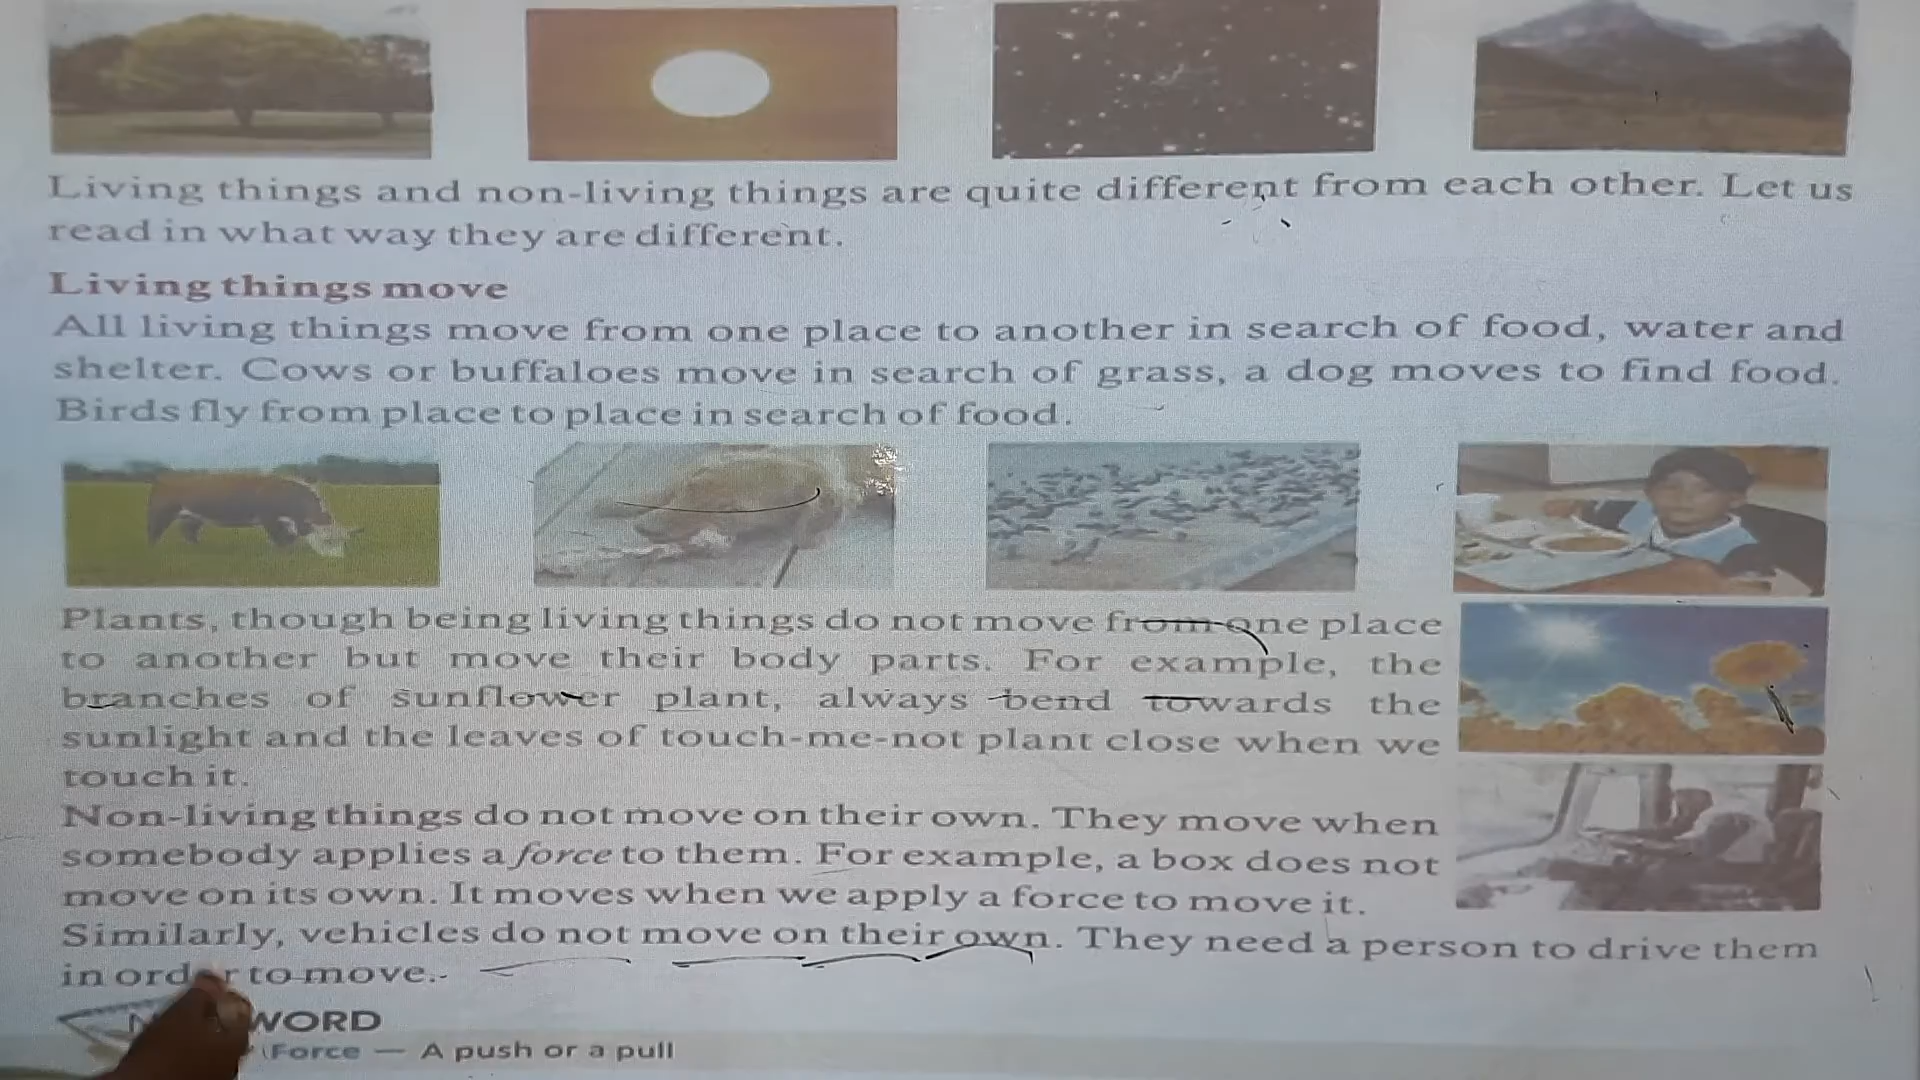 Living things and non-living things are quite different from each other. Let us
read in what way they are different.
Living things move
All living things move from one place to another in search of food, water and
shelter. Cows or buffaloes move in search of grass, a dog moves to find food.
Birds fly from place to place in search of food.
Plants, though being living things do not move from one place
to another but move their body parts. For example, the
branches of sunflower plant, always bend towards the
sunlight and the leaves of touch-me-not plant close when we
touch it.
Non-living things do not move on their own. They move when
somebody applies a force to them. For example, a box does not
move on its own. It moves when we apply a force to move it.
Similarly, vehicles do not move on their own. They need a person to drive them
in order to move.
WORD
Force — A push or a pull